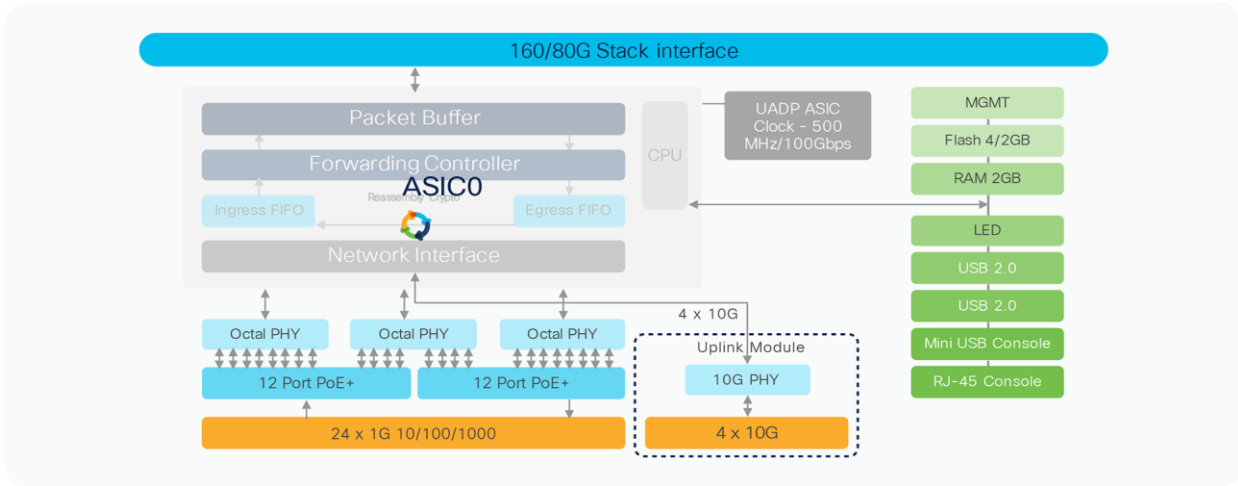 160/80G Stack interface
Packet Buffer
Forwarding Controller
ASIC0
Reassembly Crypto
Ingress FIFO
Egress FIFO
Network Interface
CPU
UADP ASIC
Clock - 500
MHz/100Gbps
MGMT
Flash 4/2GB
RAM 2GB
LED
USB 2.0
USB 2.0
Mini USB Console
RJ-45 Console
Octal PHY
Octal PHY
Octal PHY
12 Port PoE+
12 Port PoE+
24 x 1G 10/100/1000
4 x 10G
Uplink Module
10G PHY
4 x 10G